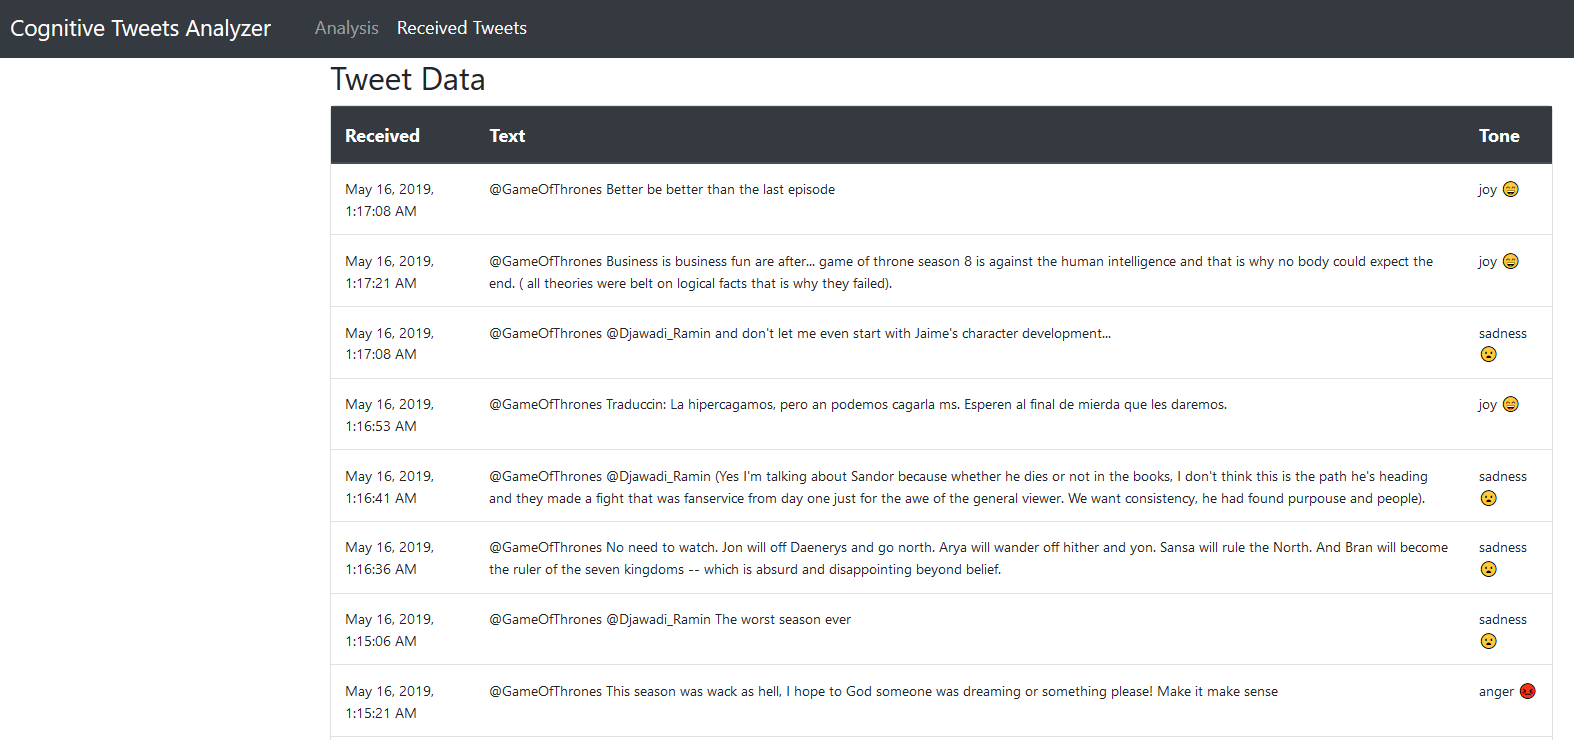 Cognitive Tweets Analyzer Analysis Received Tweets
Tweet Data
Received Text Tone
May 16, 2019, @GameOfThrones Better be better than the last episode joy 😄
1:17:08 AM
May 16, 2019, @GameOfThrones Business is business fun are after... game of throne season 8 is against the human intelligence and that is why no body could expect the joy 😄
1:17:21 AM end. ( all theories were belt on logical facts that is why they failed).
May 16, 2019, @GameOfThrones @Djawadi_Ramin and don't let me even start with Jaime's character development... sadness
1:17:08 AM 😦
May 16, 2019, @GameOfThrones Traduccin: La hipercagamos, pero an podemos cagarla ms. Esperen al final de mierda que les daremos. joy 😄
1:16:53 AM
May 16, 2019, @GameOfThrones @Djawadi_Ramin (Yes I'm talking about Sandor because whether he dies or not in the books, I don't think this is the path he's heading sadness
1:16:41 AM and they made a fight that was fanservice from day one just for the awe of the general viewer. We want consistency, he had found purpouse and people). 😦
May 16, 2019, @GameOfThrones No need to watch. Jon will off Daenerys and go north. Arya will wander off hither and yon. Sansa will rule the North. And Bran will become sadness
1:16:36 AM the ruler of the seven kingdoms -- which is absurd and disappointing beyond belief. 😦
May 16, 2019, @GameOfThrones @Djawadi_Ramin The worst season ever sadness
1:15:06 AM 😦
May 16, 2019, @GameOfThrones This season was wack as hell, I hope to God someone was dreaming or something please! Make it make sense anger 😡
1:15:21 AM